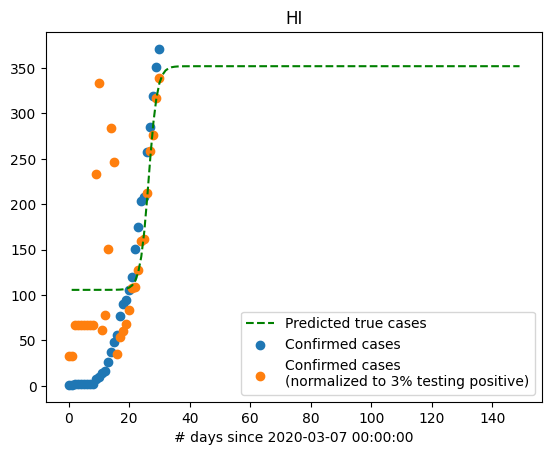 HI
350
300
250
200
150
100
50
0
Predicted true cases
Confirmed cases
Confirmed cases
(normalized to 3% testing positive)
0 20 40 60 80 100 120 140
# days since 2020-03-07 00:00:00